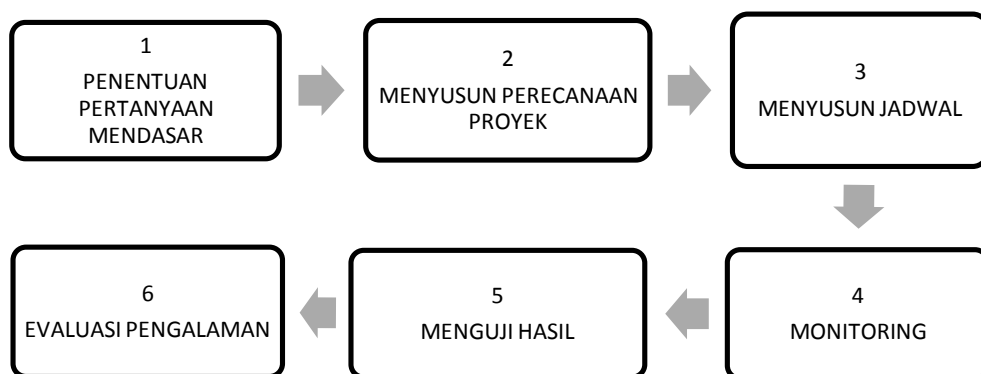 1
PENENTUAN
PERTANYAAN
MENDASAR
2
MENYUSUN PERECANAAN
PROYEK
3
MENYUSUN JADWAL
4
MONITORING
5
MENGUJI HASIL
6
EVALUASI PENGALAMAN